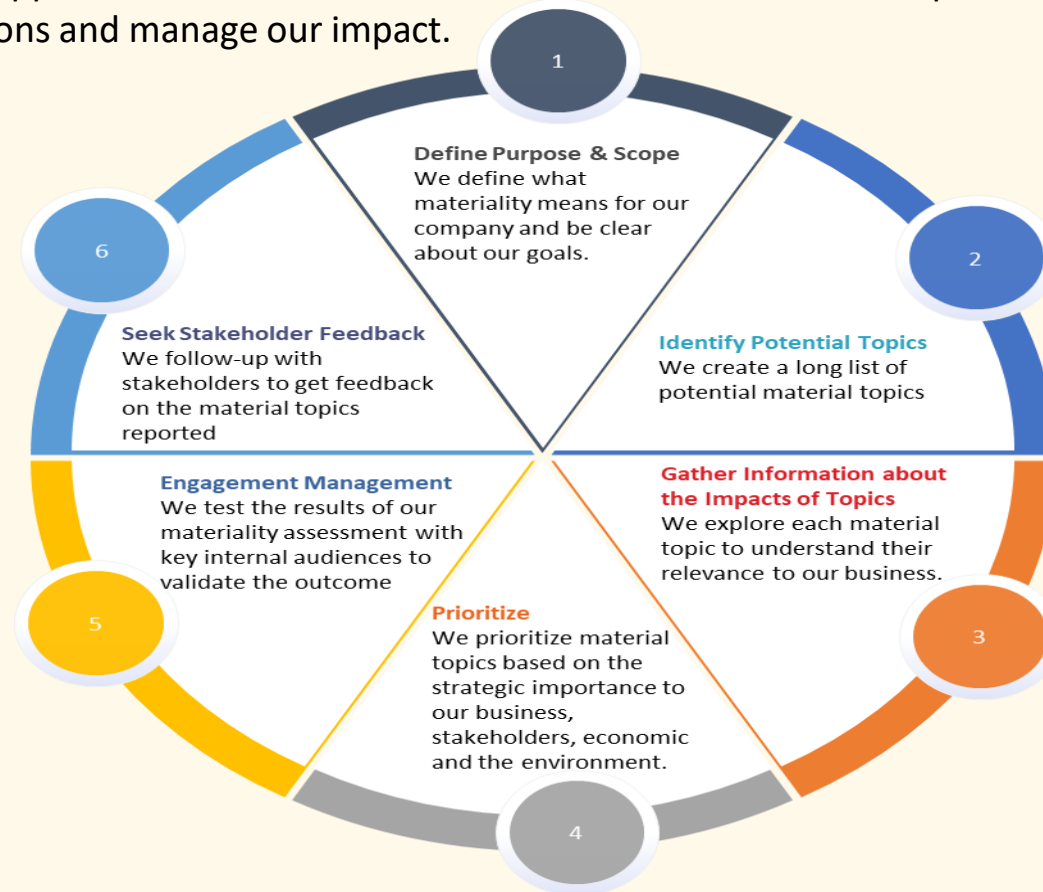 ons and manage our impact.
1
Define Purpose & Scope
We define what
materiality means for our
company and be clear
about our goals.
2
Identify Potential Topics
We create a long list of
potential material topics
Gather Information about
the Impacts of Topics
We explore each material
topic to understand their
relevance to our business.
3
Prioritize
We prioritize material
topics based on the
strategic importance to
our business,
stakeholders, economic
and the environment.
4
Engagement Management
We test the results of our
materiality assessment with
key internal audiences to
validate the outcome
5
6
Seek Stakeholder Feedback
We follow-up with
stakeholders to get feedback
on the material topics
reported